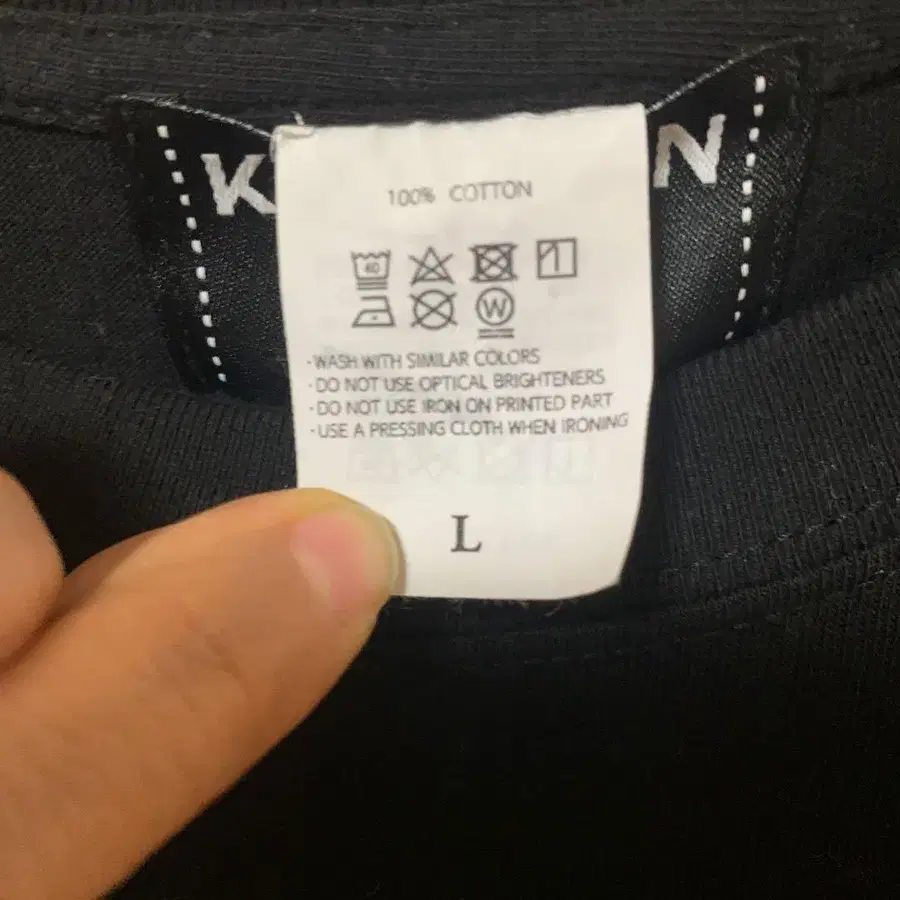 K N
100% COTTON
40
W
· WASH WITH SIMILAR COLORS
· DO NOT USE OPTICAL BRIGHTENERS
· DO NOT USE IRON ON PRINTED PART
· USE A PRESSING CLOTH WHEN IRONING
L